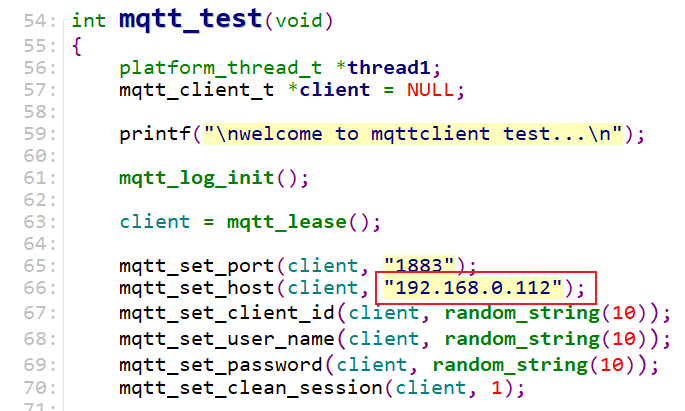 54: int mqtt_test(void)
55: {
56:     platform_thread_t *thread1;
57:     mqtt_client_t *client = NULL;
58:
59:     printf("\nwelcome to mqttclient test...\n");
60:
61:     mqtt_log_init();
62:
63:     client = mqtt_lease();
64:
65:     mqtt_set_port(client, "1883");
66:     mqtt_set_host(client, "192.168.0.112");
67:     mqtt_set_client_id(client, random_string(10));
68:     mqtt_set_user_name(client, random_string(10));
69:     mqtt_set_password(client, random_string(10));
70:     mqtt_set_clean_session(client, 1);
71: